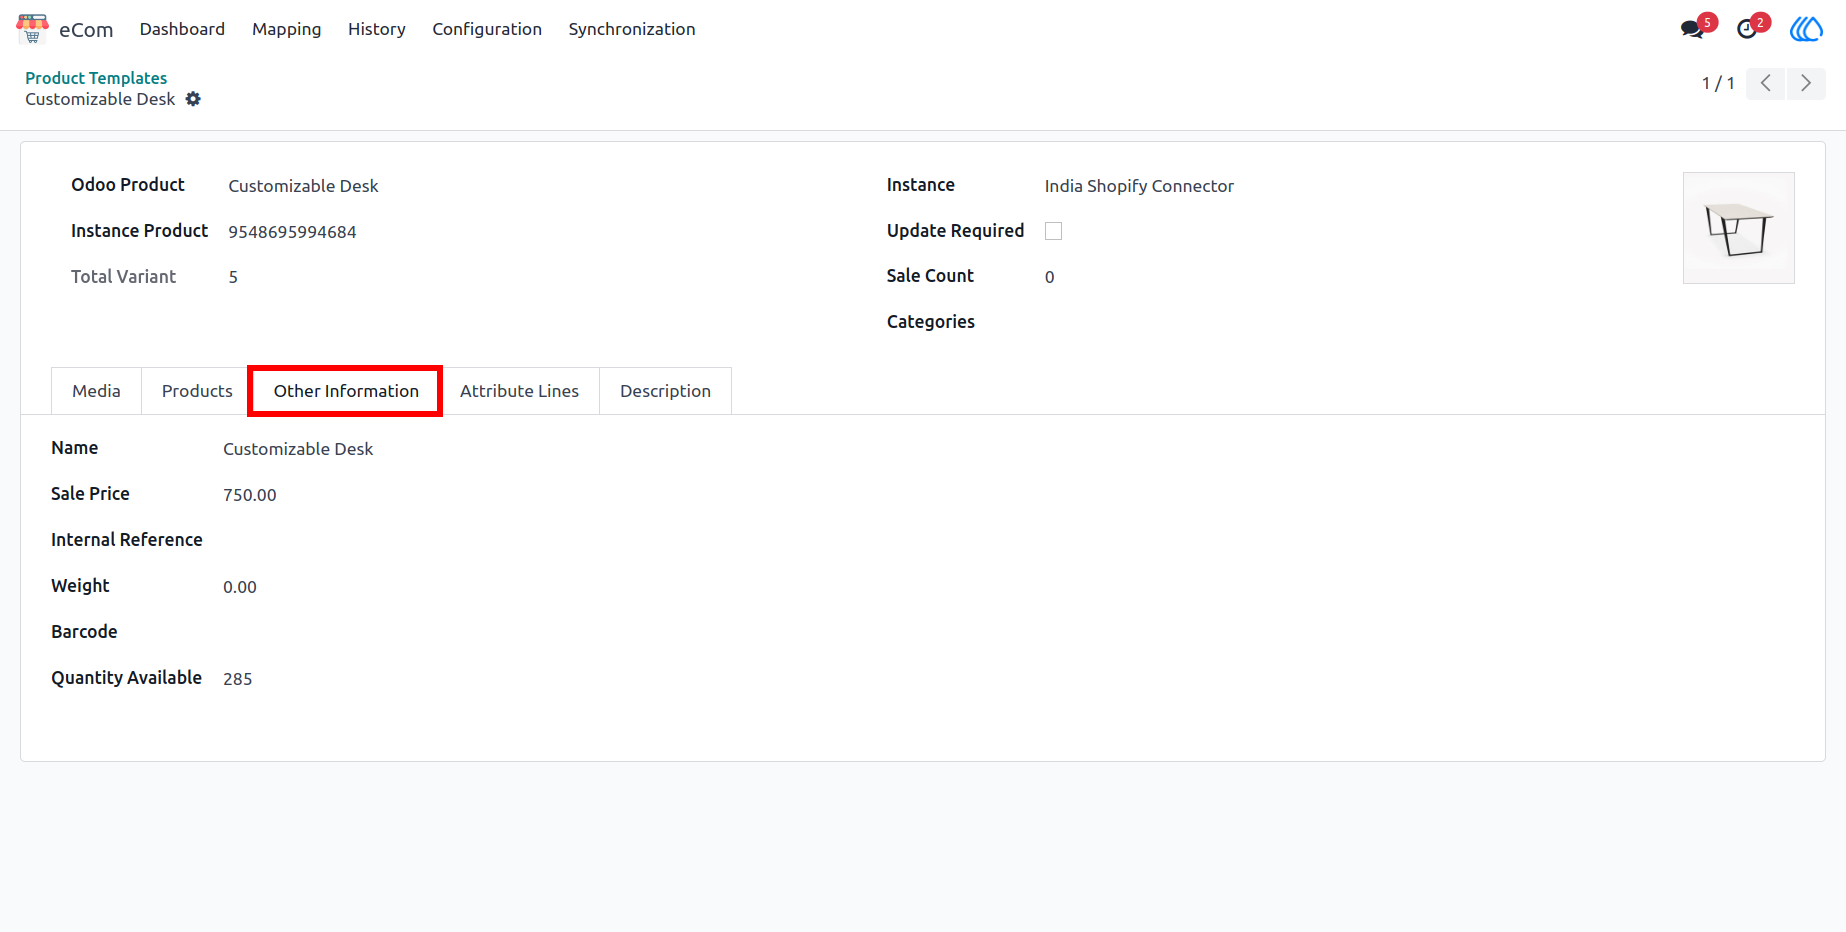 eCom Dashboard Mapping History Configuration Synchronization 5 2
Product Templates
Customizable Desk
1 / 1
Odoo Product Customizable Desk
Instance Product 9548695994684
Total Variant 5
Instance India Shopify Connector
Update Required
Sale Count 0
Categories
Media Products Other Information Attribute Lines Description
Name Customizable Desk
Sale Price 750.00
Internal Reference
Weight 0.00
Barcode
Quantity Available 285